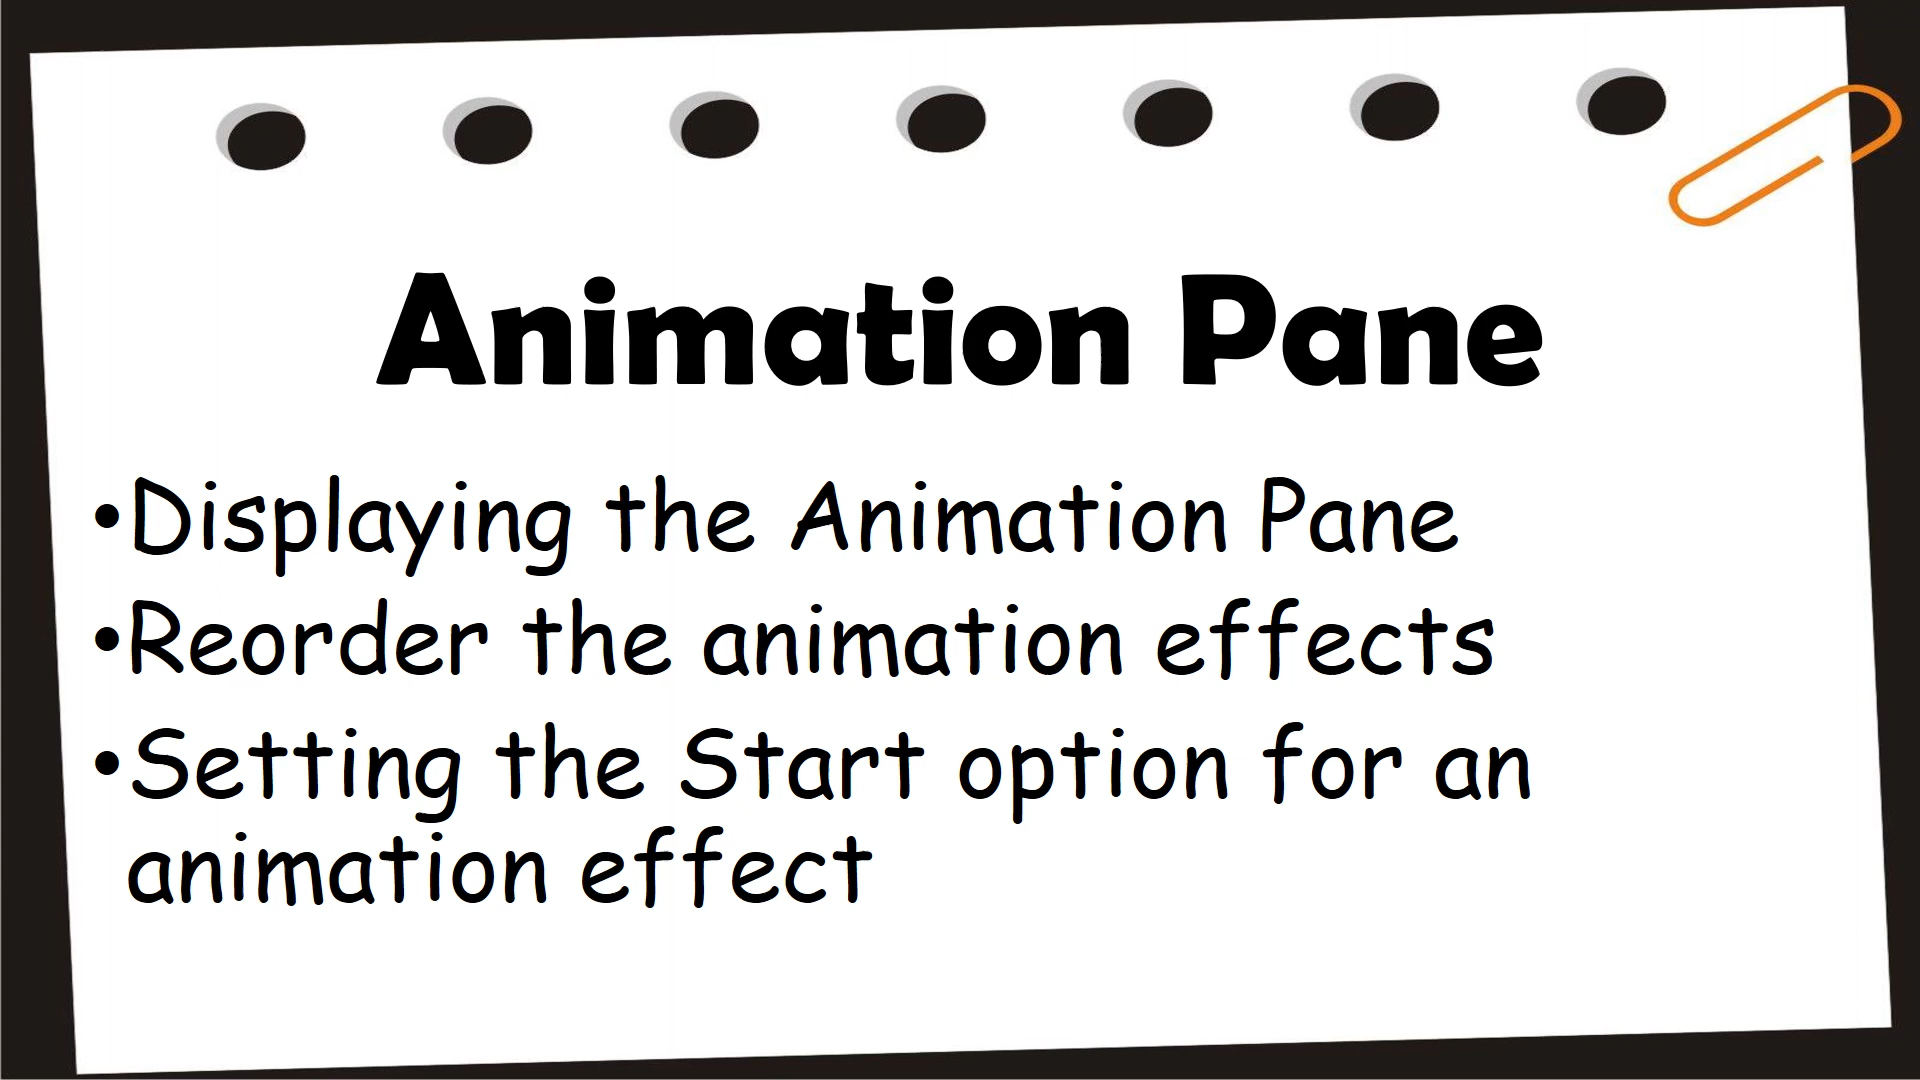 Animation Pane
•Displaying the Animation Pane
•Reorder the animation effects
•Setting the Start option for an
animation effect